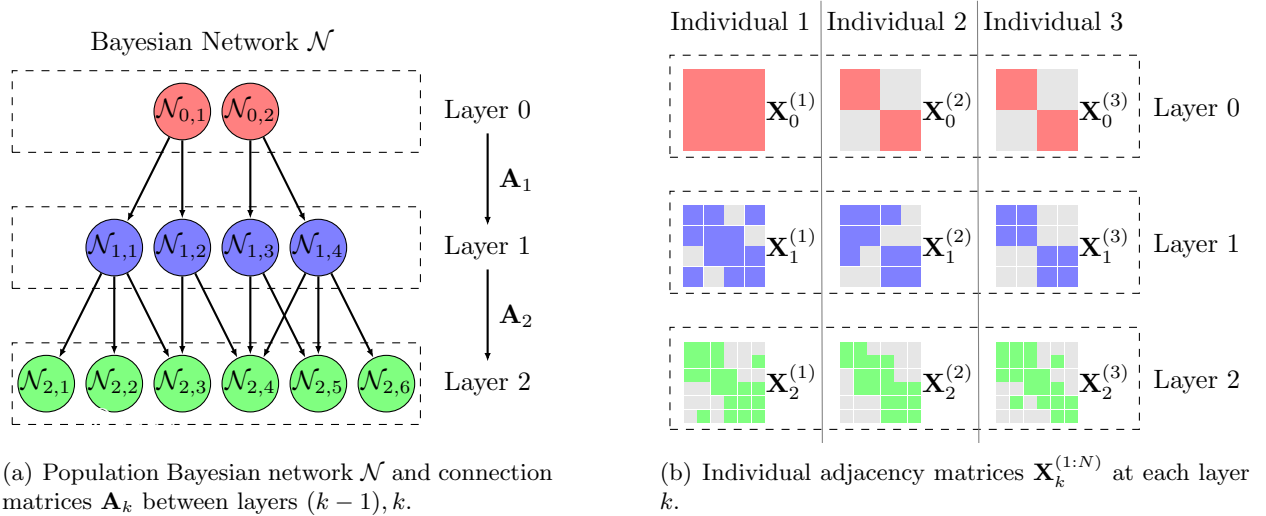 Bayesian Network 𝒩
𝒩₀,₁ 𝒩₀,₂ Layer 0
A₁
𝒩₁,₁ 𝒩₁,₂ 𝒩₁,₃ 𝒩₁,₄ Layer 1
A₂
𝒩₂,₁ 𝒩₂,₂ 𝒩₂,₃ 𝒩₂,₄ 𝒩₂,₅ 𝒩₂,₆ Layer 2
(a) Population Bayesian network 𝒩 and connection
matrices Aₖ between layers (k − 1), k.
Individual 1 Individual 2 Individual 3
X₀⁽¹⁾ X₀⁽²⁾ X₀⁽³⁾ Layer 0
X₁⁽¹⁾ X₁⁽²⁾ X₁⁽³⁾ Layer 1
X₂⁽¹⁾ X₂⁽²⁾ X₂⁽³⁾ Layer 2
(b) Individual adjacency matrices Xₖ⁽¹:ᴺ⁾ at each layer
k.